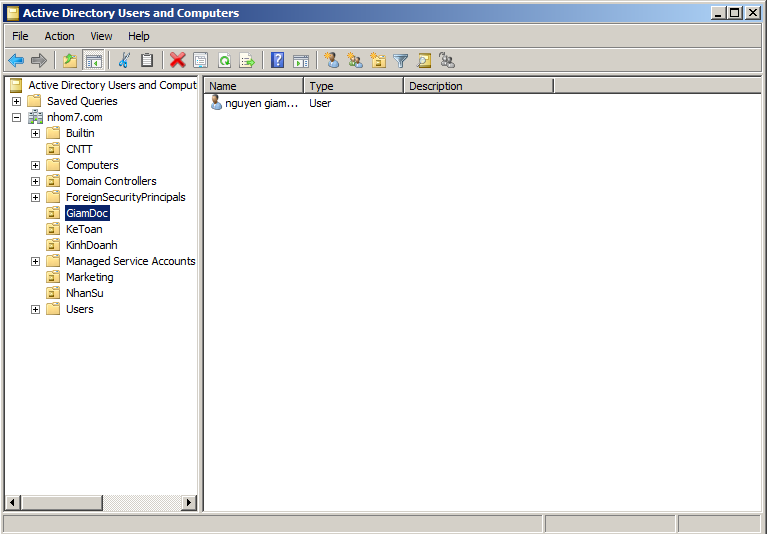 Active Directory Users and Computers
File Action View Help
Active Directory Users and Comput
Saved Queries
nhom7.com
Builtin
CNTT
Computers
Domain Controllers
ForeignSecurityPrincipals
GiamDoc
KeToan
KinhDoanh
Managed Service Accounts
Marketing
NhanSu
Users
Name Type Description
nguyen giam... User